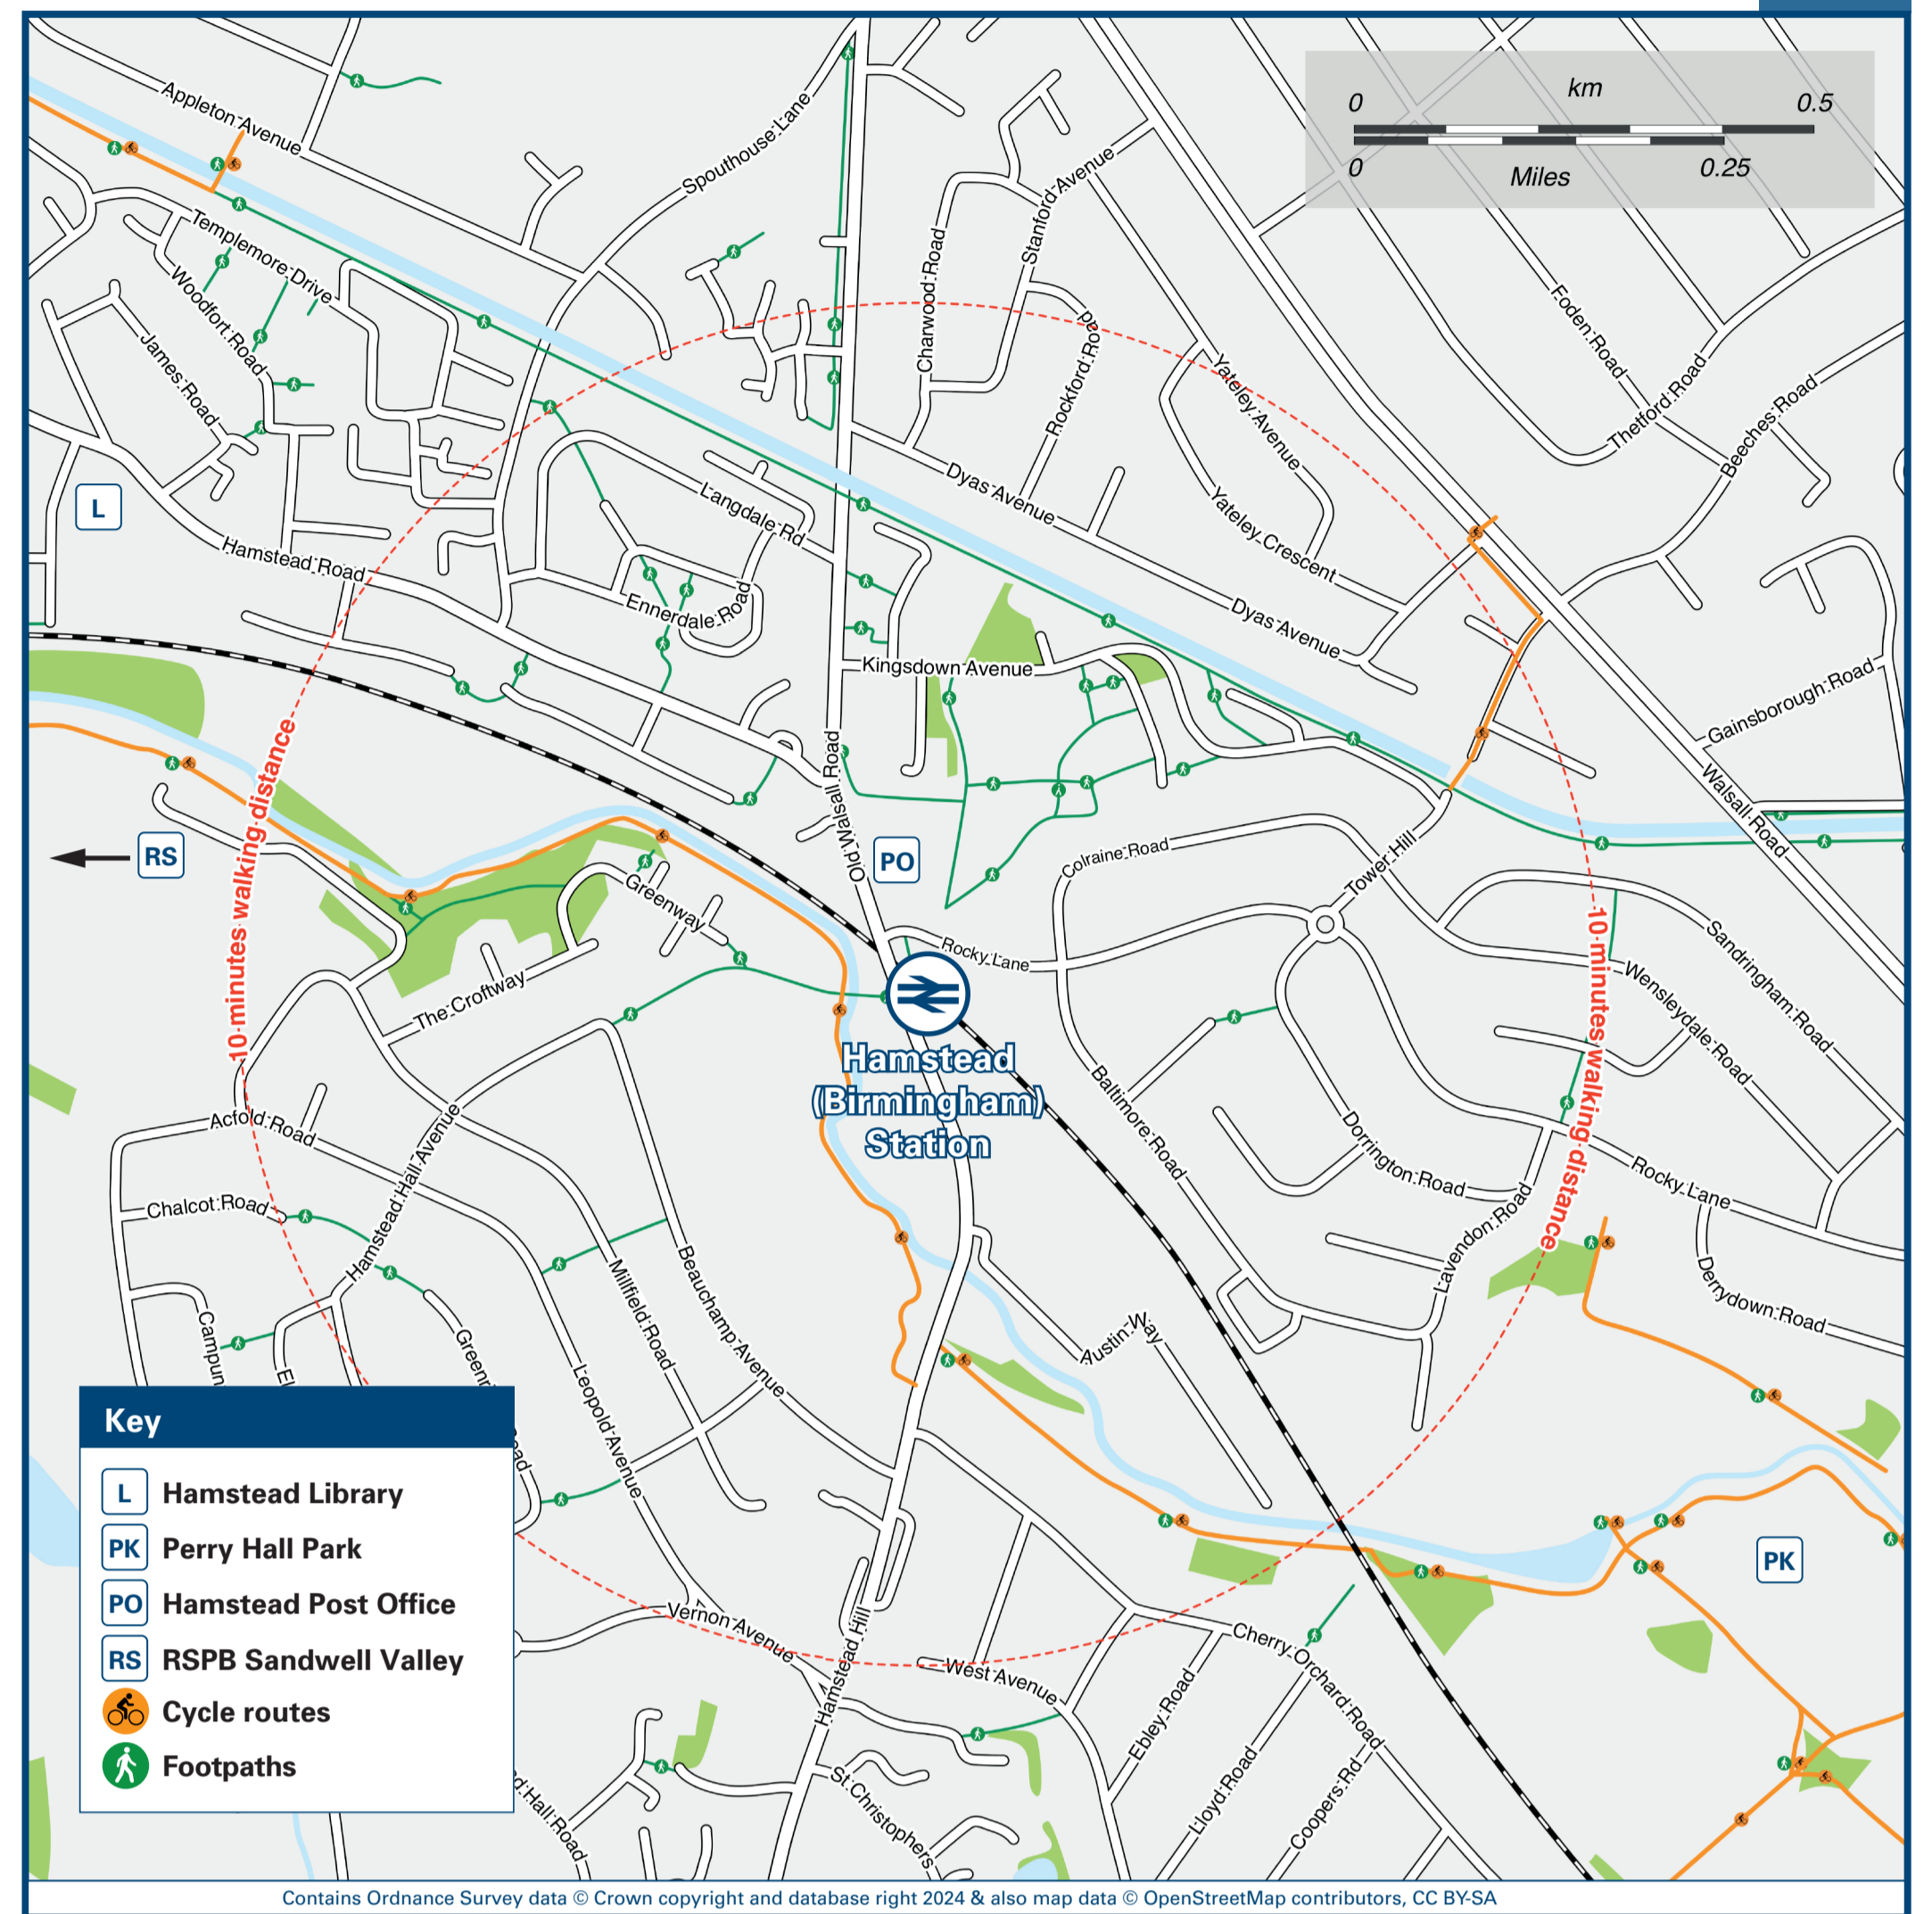 km
0 0.5
0 0.25
Miles
Appleton Avenue
Spouthouse Lane
Stanford Avenue
Charwood Road
Templemore Drive
Woodfort Road
James Road
Rockford Road
Yateley Avenue
Foden Road
Thetford Road
Beeches Road
Dyas Avenue
Yateley Crescent
Langdale Rd
L
Hamstead Road
Ennerdale Road
Dyas Avenue
Kingsdown Avenue
Gainsborough Road
Walsall Road
Old Walsall Road
10 minutes walking distance
RS
PO
Colraine Road
Tower Hill
Greenway
Rocky Lane
The Croftway
10 minutes walking distance
Sandringham Road
Wensleydale Road
Hamstead
(Birmingham)
Station
Baltimore Road
Dorrington Road
Rocky Lane
Acfold Road
Hamstead Hall Avenue
Chalcot Road
Lavendon Road
Derrydown Road
Millfield Road
Beauchamp Avenue
Austin Way
Campun
El
Greenr
oad
Leopold Avenue
PK
Vernon Avenue
Hamstead Hill
West Avenue
Cherry Orchard Road
Ebley Road
Lloyd Road
Coopers Rd
St Christophers
d Hall Road
Key
L Hamstead Library
PK Perry Hall Park
PO Hamstead Post Office
RS RSPB Sandwell Valley
Cycle routes
Footpaths
Contains Ordnance Survey data © Crown copyright and database right 2024 & also map data © OpenStreetMap contributors, CC BY-SA